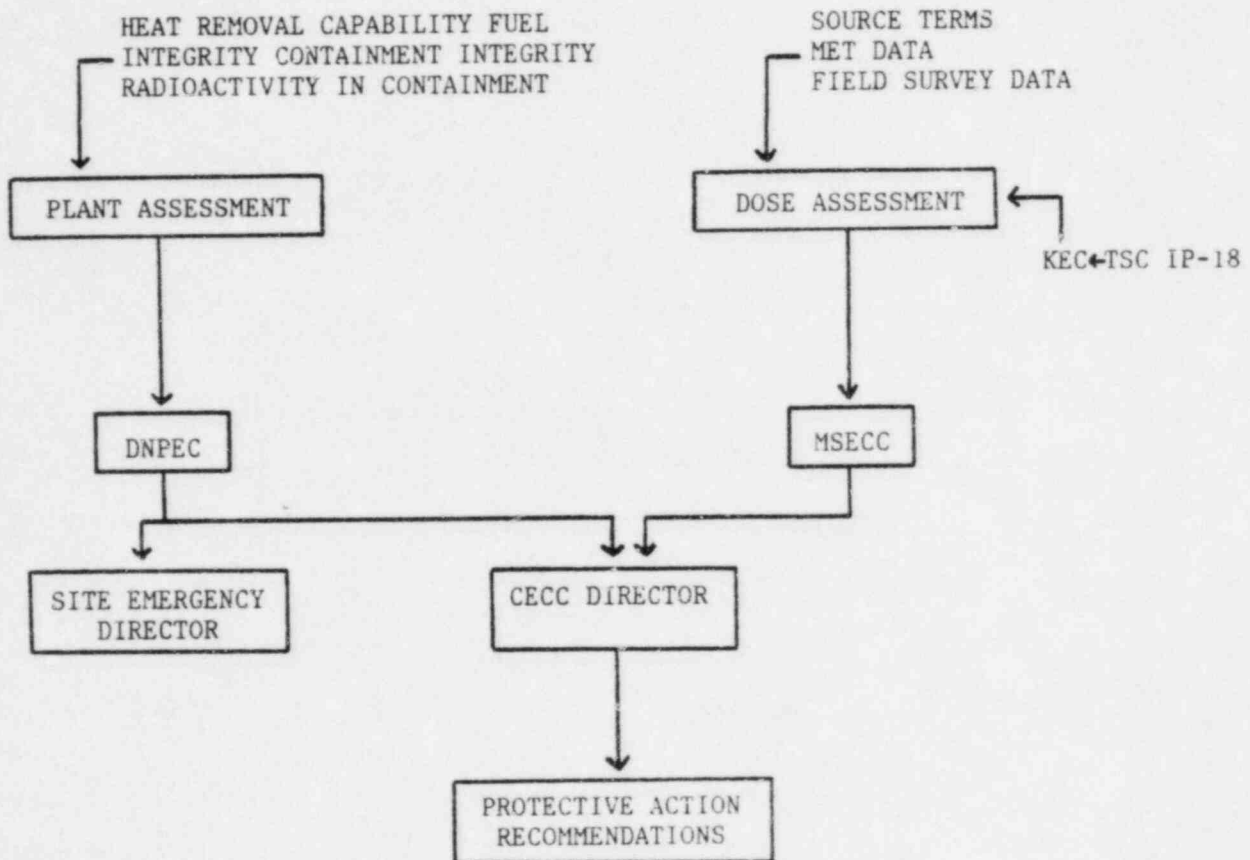 HEAT REMOVAL CAPABILITY FUEL
INTEGRITY CONTAINMENT INTEGRITY
RADIOACTIVITY IN CONTAINMENT
SOURCE TERMS
MET DATA
FIELD SURVEY DATA
PLANT ASSESSMENT
DOSE ASSESSMENT
KEC←TSC IP-18
DNPEC
MSECC
SITE EMERGENCY
DIRECTOR
CECC DIRECTOR
PROTECTIVE ACTION
RECOMMENDATIONS